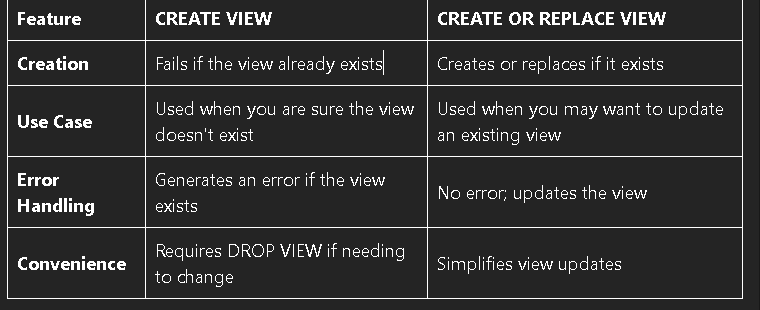 Feature CREATE VIEW CREATE OR REPLACE VIEW
Creation Fails if the view already exists Creates or replaces if it exists
Use Case Used when you are sure the view
doesn't exist Used when you may want to update
an existing view
Error
Handling Generates an error if the view
exists No error; updates the view
Convenience Requires DROP VIEW if needing
to change Simplifies view updates